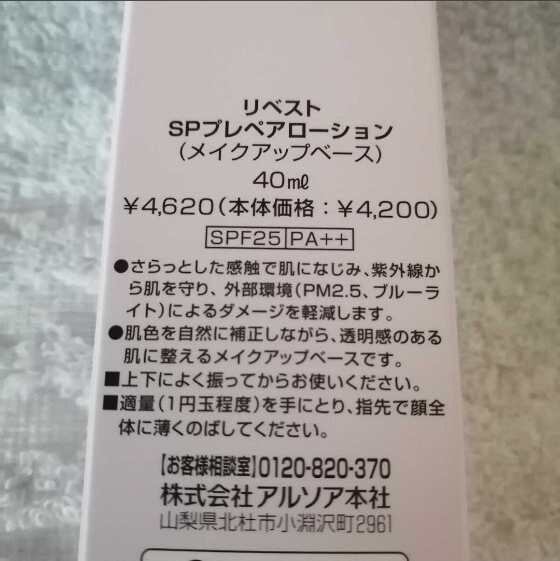 リベスト
SPプレペアローション
(メイクアップベース)
40㎖
¥4,620(本体価格：¥4,200)
SPF25 PA++
●さらっとした感触で肌になじみ、紫外線か
ら肌を守り、外部環境(PM2.5、ブルーラ
イト)によるダメージを軽減します。
●肌色を自然に補正しながら、透明感のある
肌に整えるメイクアップベースです。
■上下によく振ってからお使いください。
■適量(1円玉程度)を手にとり、指先で顔全
体に薄くのばしてください。
【お客様相談室】0120-820-370
株式会社アルソア本社
山梨県北杜市小淵沢町2961